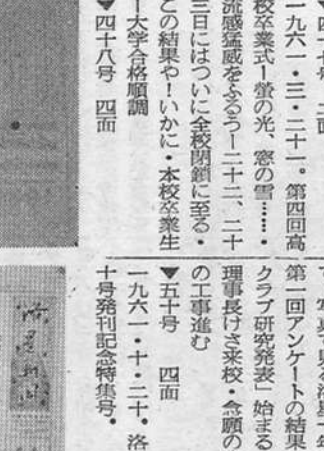 ▼四十七号　二面
一九六一・三・二十一。第四回高
校卒業式ー螢の光、窓の雪……・
流感猛威をふるうー二十二、二十
三日にはついに全校閉鎖に至る・
この結果や！いかに・本校卒業生
ー大学合格順調
▼四十八号　四面
第一回アンケートの結果
クラブ研究発表」始まる
理事長けさ来校・念願の
の工事進む
▼五十号　四面
一九六一・十・二十。洛
十号発刊記念特集号。